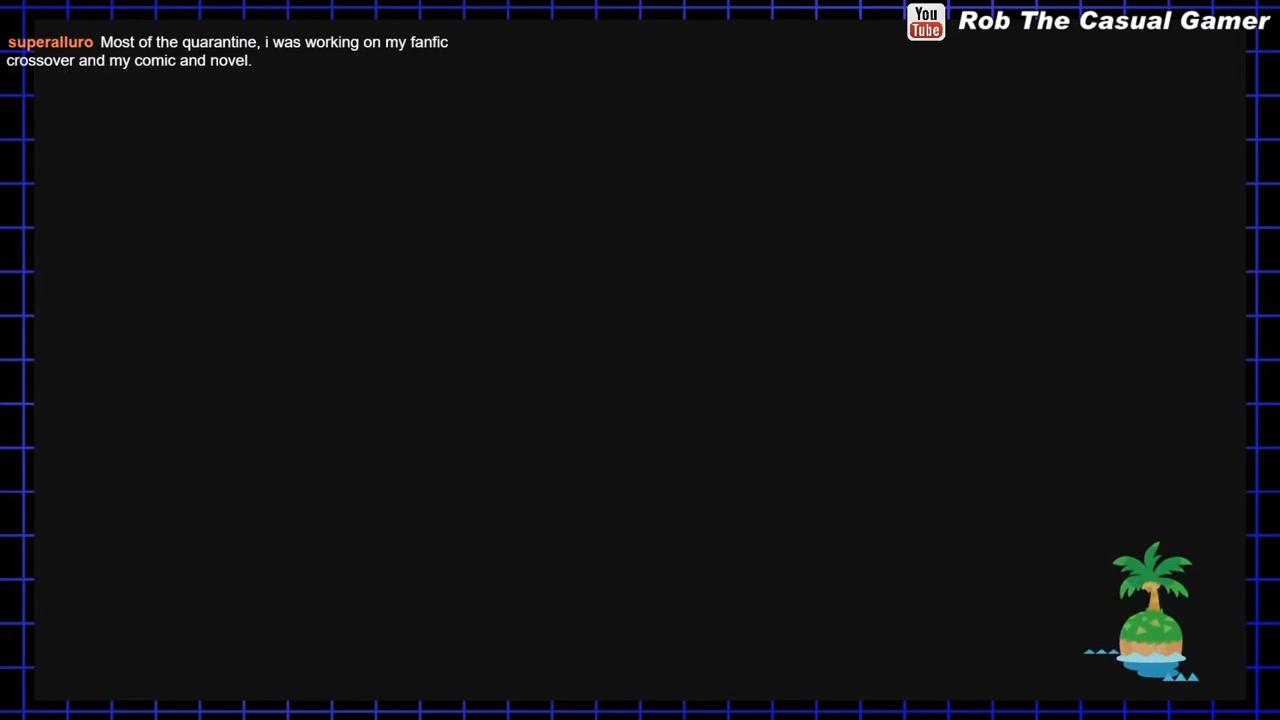 You
Tube
Rob The Casual Gamer
superalluro Most of the quarantine, i was working on my fanfic
crossover and my comic and novel.